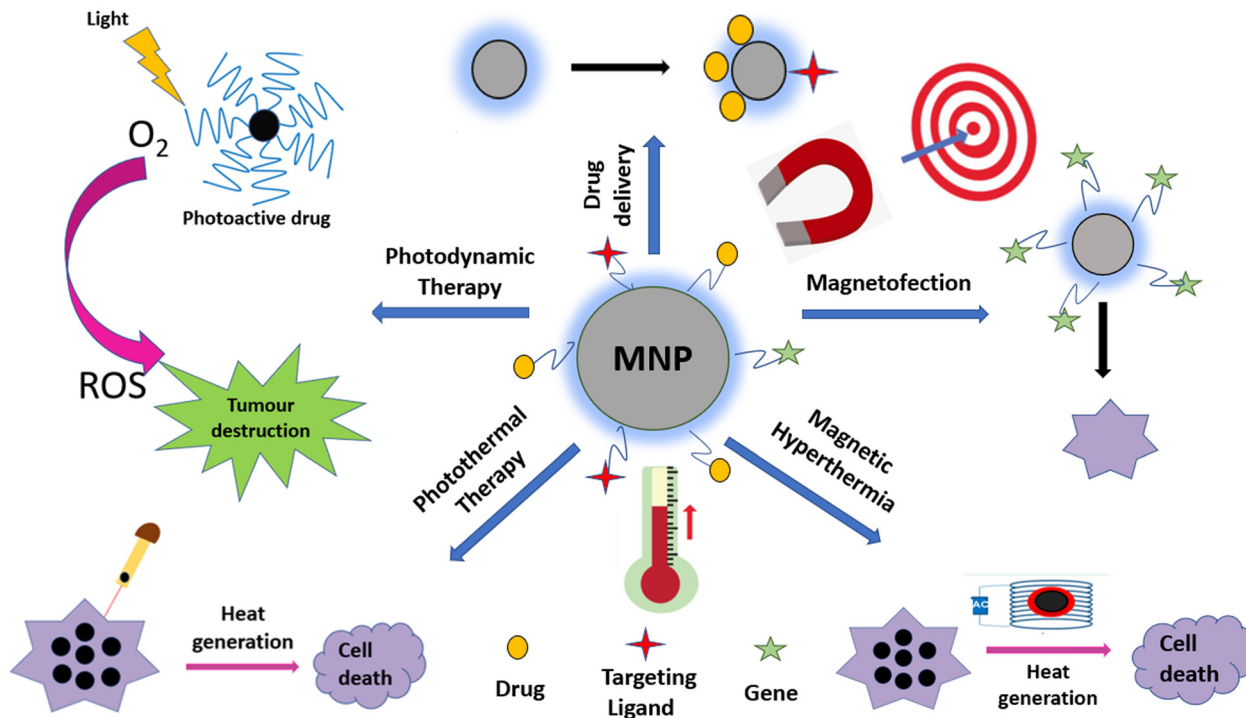 Light
O2
Photoactive drug
ROS
Tumour
destruction
Photodynamic
Therapy
Drug
delivery
Magnetofection
MNP
Photothermal
Therapy
Magnetic
Hyperthermia
Heat
generation
Cell
death
Drug
Targeting
Ligand
Gene
AC
Heat
generation
Cell
death